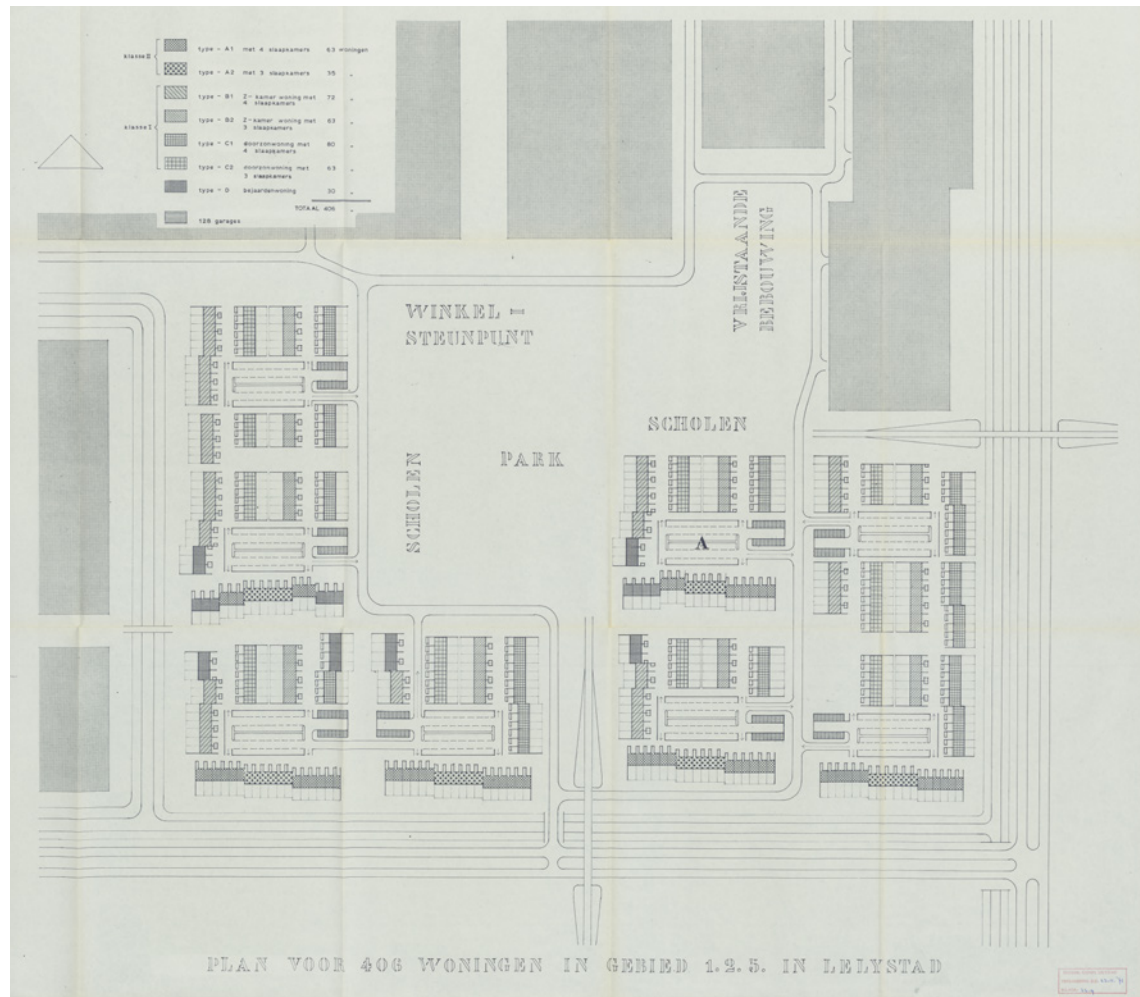 klasse II
type - A1 met 4 slaapkamers 63 woningen
type - A2 met 3 slaapkamers 35 "
klasse I
type - B1 2-kamer woning met 4 slaapkamers 72 "
type - B2 2-kamer woning met 3 slaapkamers 63 "
type - C1 doorzonwoning met 4 slaapkamers 80 "
type - C2 doorzonwoning met 3 slaapkamers 63 "
type - D bejaardenwoning 30 "
TOTAAL 406 "
128 garages
VRIJSTAANDE
BEBOUWING
WINKEL =
STEUNPUNT
SCHOLEN
PARK
SCHOLEN
A
PLAN VOOR 406 WONINGEN IN GEBIED 1.2.5. IN LELYSTAD